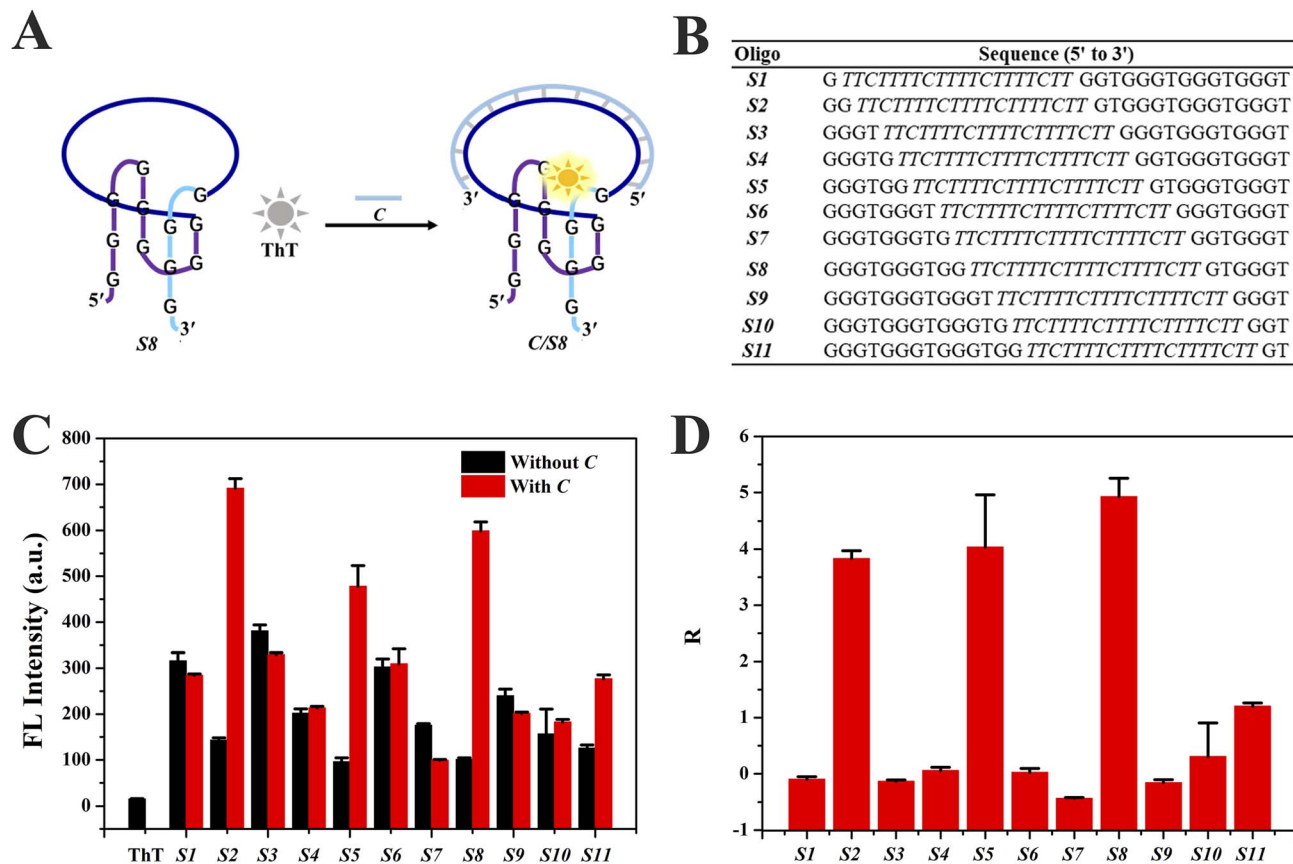 A
G
G
G
G
G
G
G
G
G
G
G
G
5′
3′
S8
ThT
C
G
G
G
G
G
G
G
G
G
G
G
G
3′
5′
5′
3′
C/S8
B
Oligo Sequence (5' to 3')
S1 G TTCTTTTCTTTTCTTTTCTT GGTGGGTGGGTGGGT
S2 GG TTCTTTTCTTTTCTTTTCTT GTGGGTGGGTGGGT
S3 GGGT TTCTTTTCTTTTCTTTTCTT GGGTGGGTGGGT
S4 GGGTG TTCTTTTCTTTTCTTTTCTT GGTGGGTGGGT
S5 GGGTGG TTCTTTTCTTTTCTTTTCTT GTGGGTGGGT
S6 GGGTGGGT TTCTTTTCTTTTCTTTTCTT GGGTGGGT
S7 GGGTGGGTG TTCTTTTCTTTTCTTTTCTT GGTGGGT
S8 GGGTGGGTGG TTCTTTTCTTTTCTTTTCTT GTGGGT
S9 GGGTGGGTGGGT TTCTTTTCTTTTCTTTTCTT GGGT
S10 GGGTGGGTGGGTG TTCTTTTCTTTTCTTTTCTT GGT
S11 GGGTGGGTGGGTGG TTCTTTTCTTTTCTTTTCTT GT
C
FL Intensity (a.u.)
800
700
600
500
400
300
200
100
0
Without C
With C
ThT S1 S2 S3 S4 S5 S6 S7 S8 S9 S10 S11
D
R
6
5
4
3
2
1
0
-1
S1 S2 S3 S4 S5 S6 S7 S8 S9 S10 S11